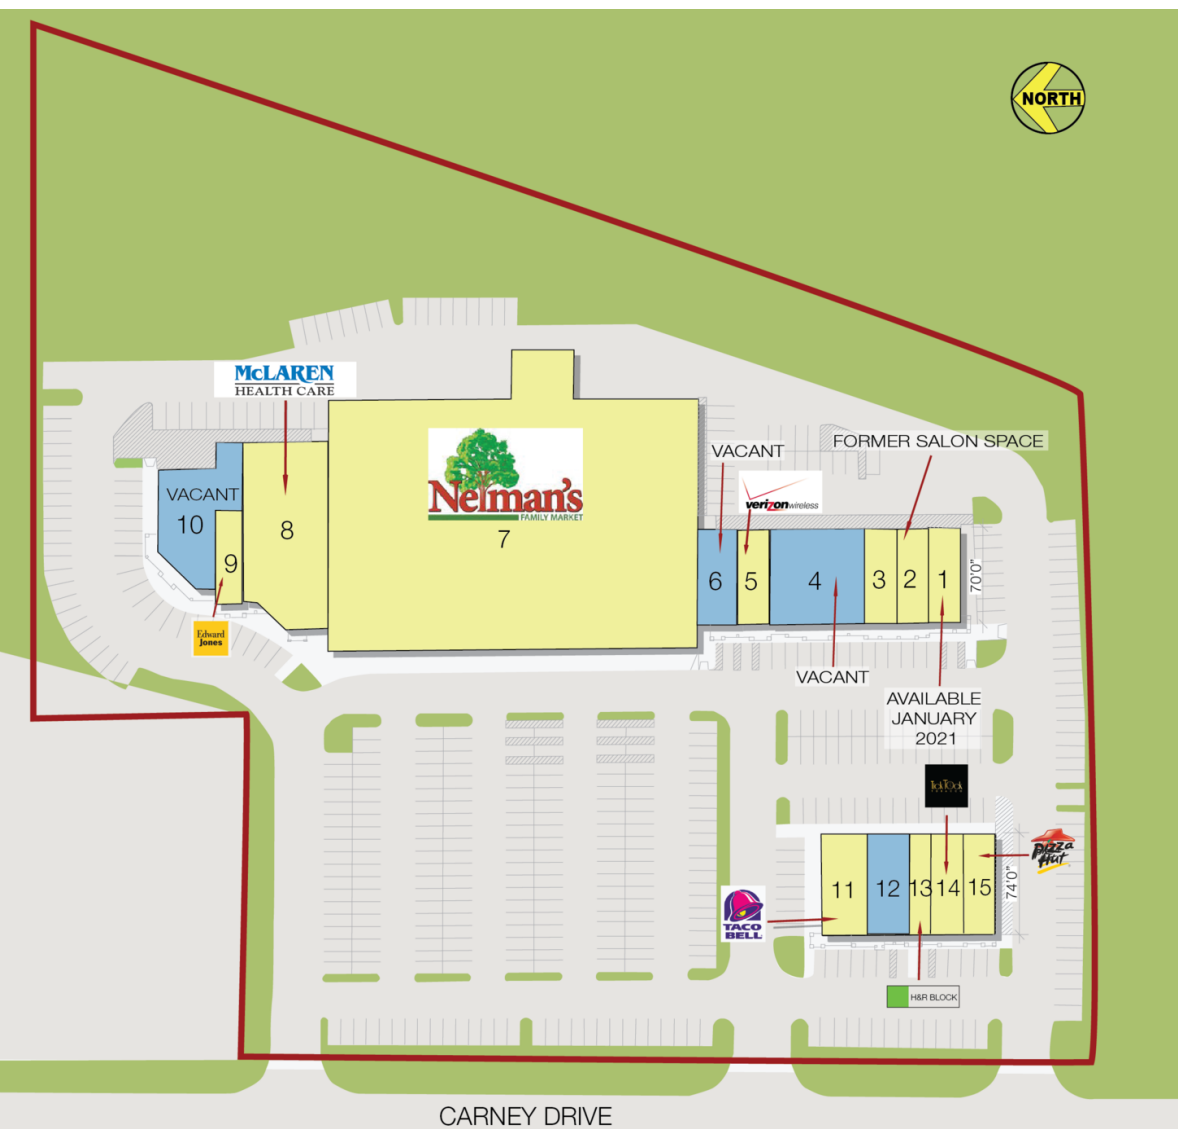 NORTH
McLAREN
HEALTH CARE
FORMER SALON SPACE
VACANT
Neiman's
FAMILY MARKET
verizonwireless
VACANT
10
9
8
7
6
5
4
3
2
1
70'0"
Edward
Jones
VACANT
AVAILABLE
JANUARY
2021
Pizza
Hut
11
12
13
14
15
74'0"
TACO
BELL
H&R BLOCK
CARNEY DRIVE